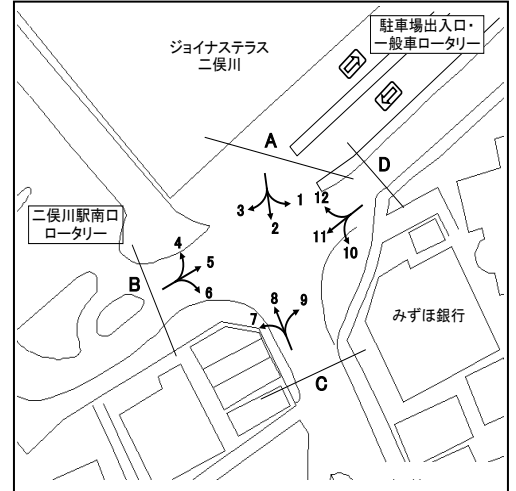 駐車場出入口・
一般車ロータリー
ジョイナステラス
二俣川
A
D
12
1
3
2
11
10
二俣川駅南口
ロータリー
4
5
B
6
8
9
7
みずほ銀行
C